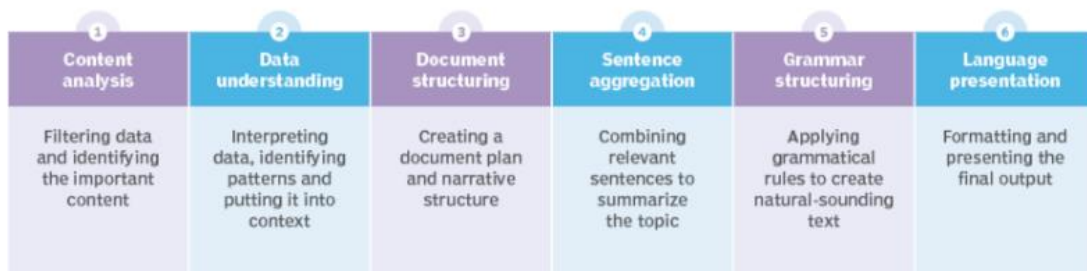 1
Content
analysis
Filtering data
and identifying
the important
content
2
Data
understanding
Interpreting
data, identifying
patterns and
putting it into
context
3
Document
structuring
Creating a
document plan
and narrative
structure
4
Sentence
aggregation
Combining
relevant
sentences to
summarize
the topic
5
Grammar
structuring
Applying
grammatical
rules to create
natural-sounding
text
6
Language
presentation
Formatting and
presenting the
final output